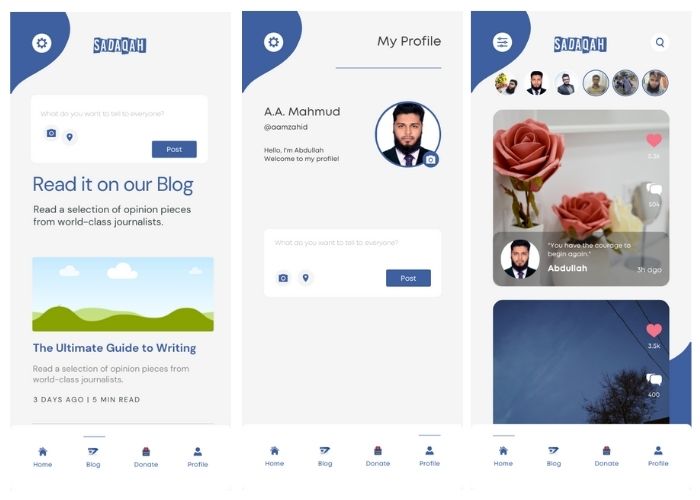 SADAQAH
What do you want to tell to everyone?
Post
Read it on our Blog
Read a selection of opinion pieces
from world-class journalists.
The Ultimate Guide to Writing
Read a selection of opinion pieces from
world-class journalists.
3 DAYS AGO | 5 MIN READ
Home
Blog
Donate
Profile
My Profile
A.A. Mahmud
@aamzahid
Hello, I'm Abdullah
Welcome to my profile!
What do you want to tell to everyone?
Post
Home
Blog
Donate
Profile
SADAQAH
504
"You have the courage to
begin again."
Abdullah
3h ago
3.5k
400
Home
Blog
Donate
Profile